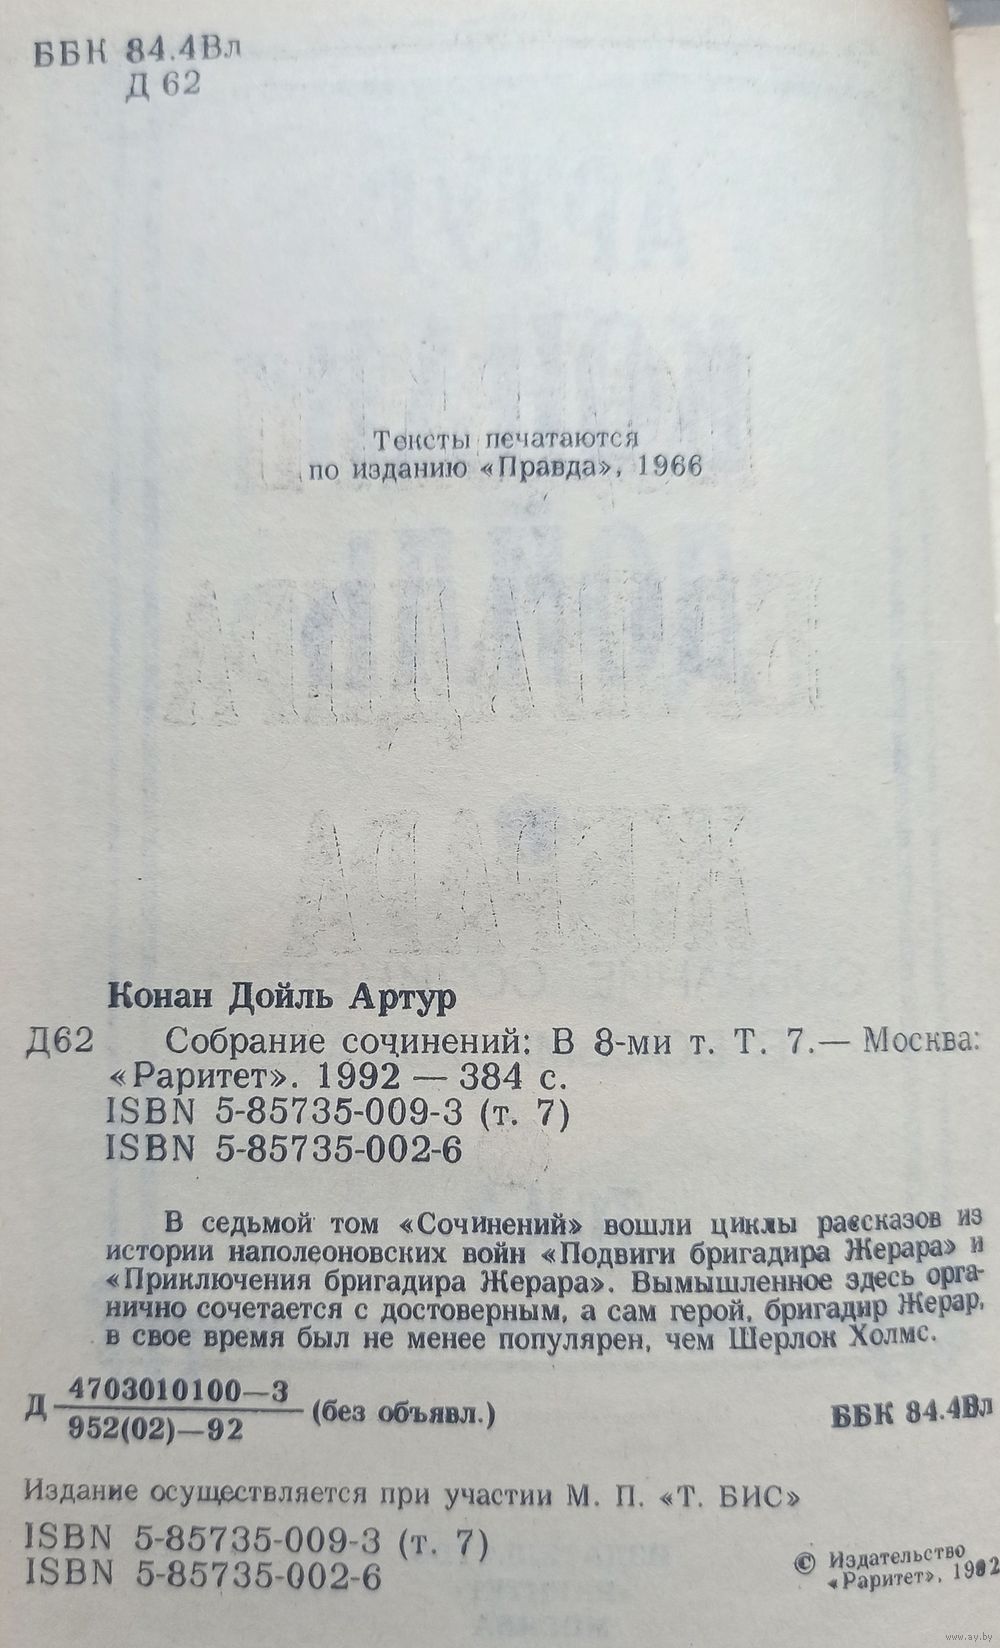 ББК 84.4Вл
Д 62
Тексты печатаются
по изданию «Правда», 1966
Конан Дойль Артур
Д62 Собрание сочинений: В 8-ми т. Т. 7.— Москва:
«Раритет». 1992 — 384 с.
ISBN 5-85735-009-3 (т. 7)
ISBN 5-85735-002-6
В седьмой том «Сочинений» вошли циклы рассказов из
истории наполеоновских войн «Подвиги бригадира Жерара» и
«Приключения бригадира Жерара». Вымышленное здесь орга-
нично сочетается с достоверным, а сам герой, бригадир Жерар,
в свое время был не менее популярен, чем Шерлок Холмс.
Д 4703010100—3
952(02)—92 (без объявл.)
ББК 84.4Вл
Издание осуществляется при участии М. П. «Т. БИС»
ISBN 5-85735-009-3 (т. 7)
ISBN 5-85735-002-6
© Издательство
«Раритет», 1992
www.ay.by